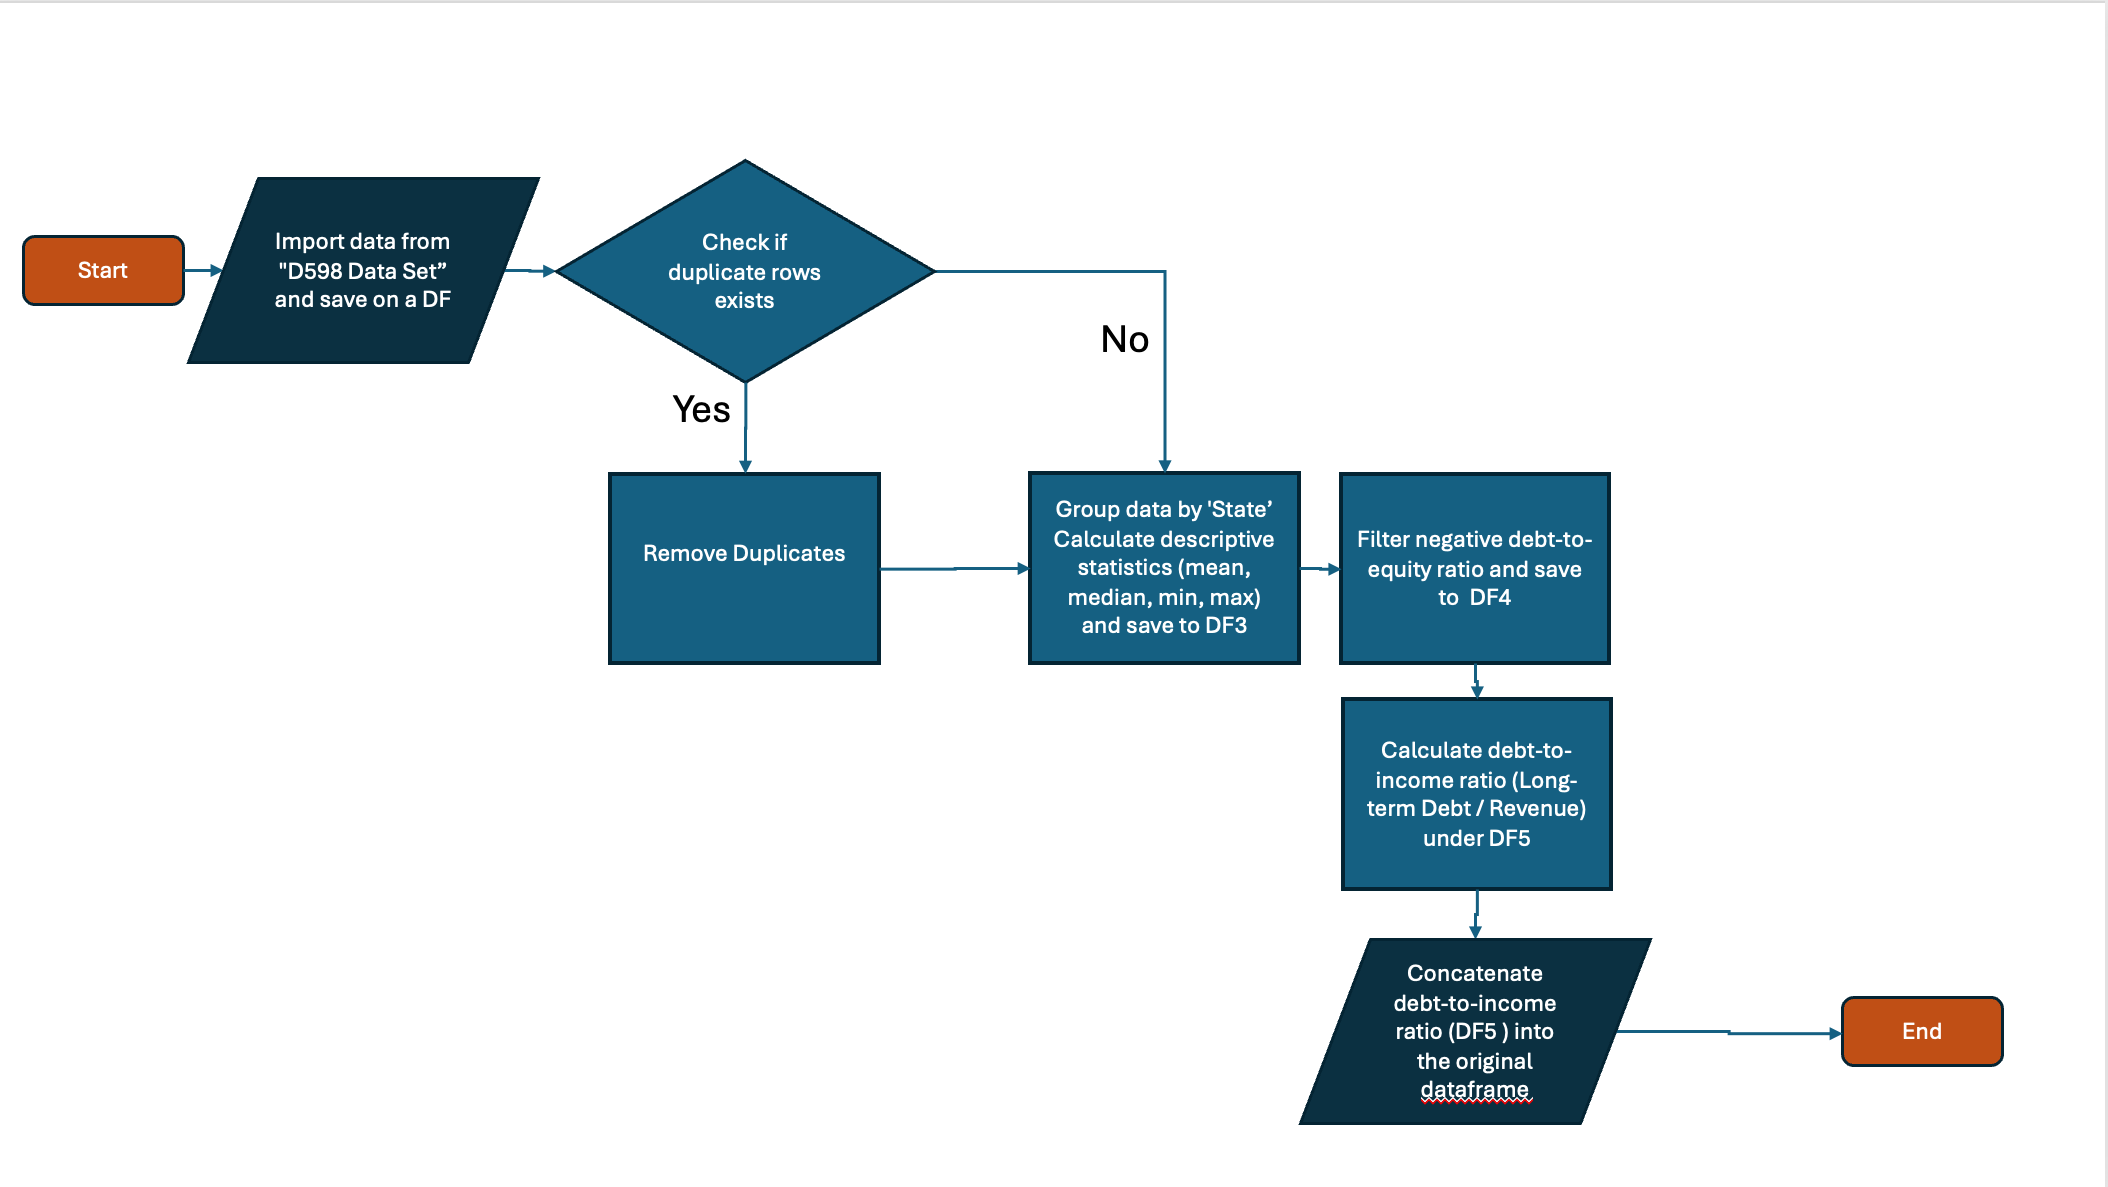 Start
Import data from
"D598 Data Set”
and save on a DF
Check if
duplicate rows
exists
No
Yes
Remove Duplicates
Group data by 'State’
Calculate descriptive
statistics (mean,
median, min, max)
and save to DF3
Filter negative debt-to-
equity ratio and save
to  DF4
Calculate debt-to-
income ratio (Long-
term Debt / Revenue)
under DF5
Concatenate
debt-to-income
ratio (DF5 ) into
the original
dataframe
End